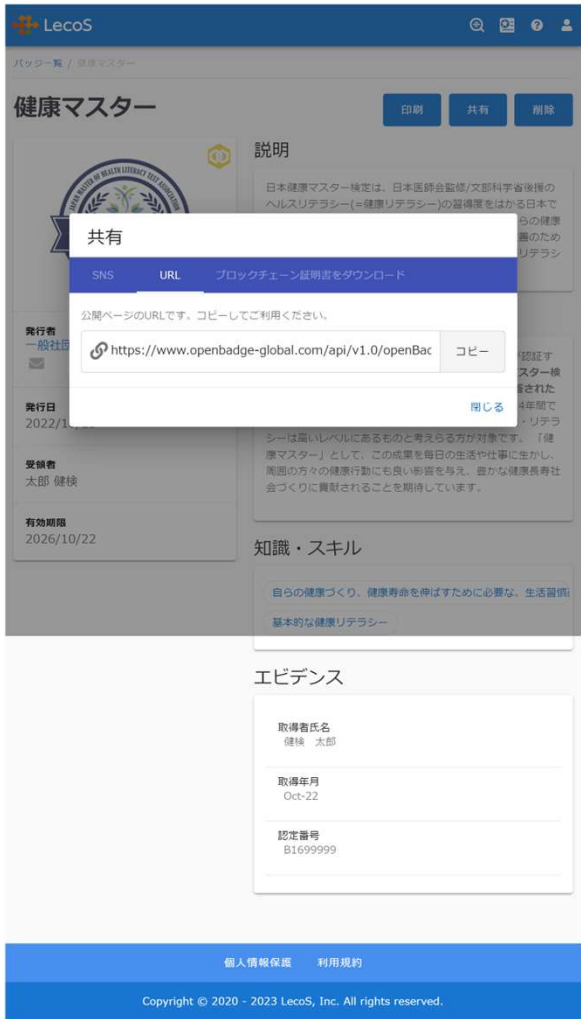 LecoS
バッジ一覧 / 健康マスター
健康マスター
印刷
共有
削除
JAPAN MASTER OF HEALTH LITERACY TEST ASSOCIATION
説明
日本健康マスター検定は、日本医師会監修/文部科学省後援の
ヘルスリテラシー(=健康リテラシー)の習得度をはかる日本で
らの健康
善のため
リテラシ
共有
SNS
URL
ブロックチェーン証明書をダウンロード
公開ページのURLです。コピーしてご利用ください。
https://www.openbadge-global.com/api/v1.0/openBac
コピー
閉じる
発行者
一般社団
発行日
2022/1
受領者
太郎 健検
有効期限
2026/10/22
が認証す
スター検
善された
4年間で
・リテラ
シーは高いレベルにあるものと考えらる方が対象です。 「健
康マスター」として、この成果を毎日の生活や仕事に生かし、
周囲の方々の健康行動にも良い影響を与え、豊かな健康長寿社
会づくりに貢献されることを期待しています。
知識・スキル
自らの健康づくり、健康寿命を伸ばすために必要な、生活習慣
基本的な健康リテラシー
エビデンス
取得者氏名
健検 太郎
取得年月
Oct-22
認定番号
B1699999
個人情報保護
利用規約
Copyright © 2020 - 2023 LecoS, Inc. All rights reserved.